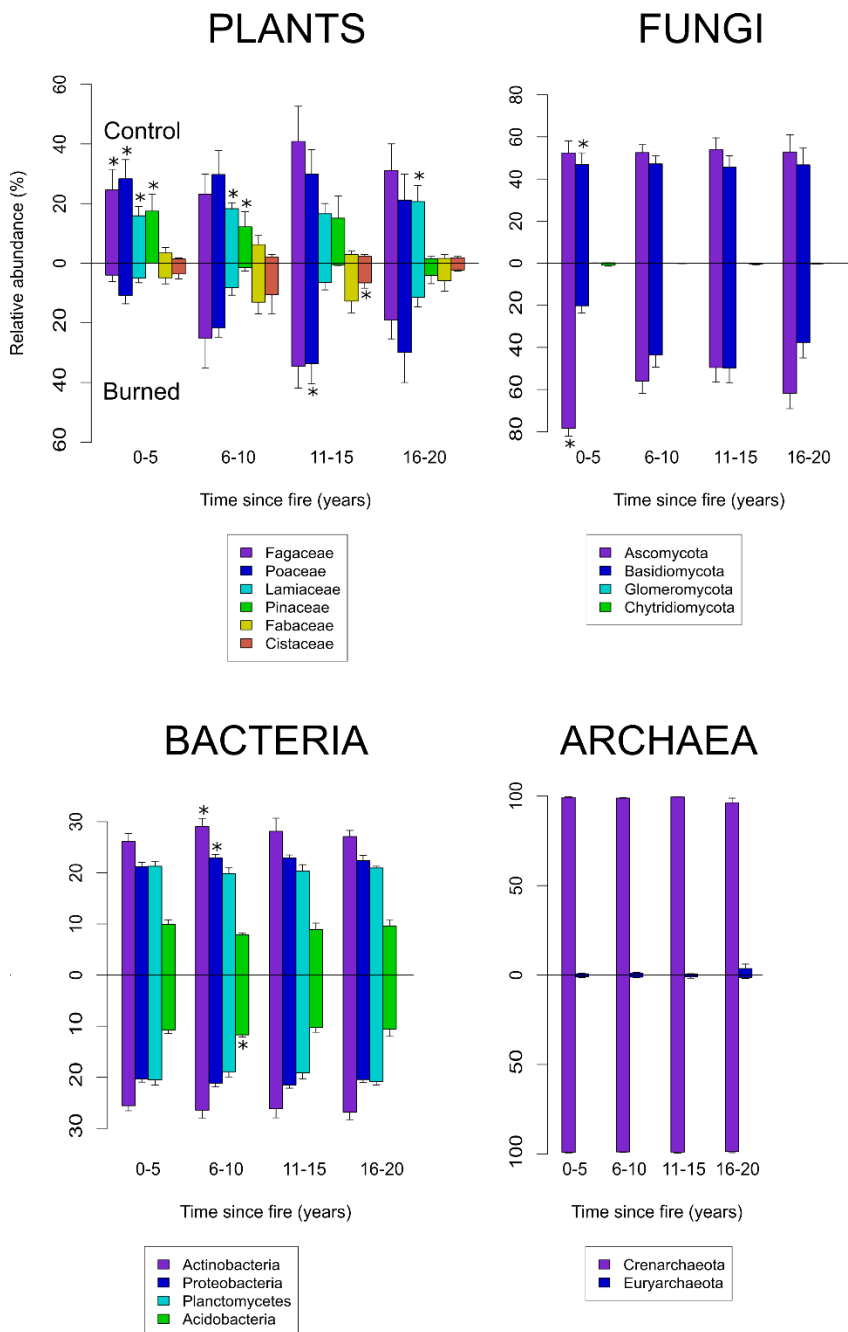 PLANTS
FUNGI
Relative abundance (%)
60
40
20
0
20
40
60
Control
Burned
* * * * * * * * *
*
0-5 6-10 11-15 16-20
Time since fire (years)
Fagaceae
Poaceae
Lamiaceae
Pinaceae
Fabaceae
Cistaceae
80
60
40
20
0
20
40
60
80
*
*
0-5 6-10 11-15 16-20
Time since fire (years)
Ascomycota
Basidiomycota
Glomeromycota
Chytridiomycota
BACTERIA
ARCHAEA
30
20
10
0
10
20
30
* *
*
0-5 6-10 11-15 16-20
Time since fire (years)
Actinobacteria
Proteobacteria
Planctomycetes
Acidobacteria
100
50
0
50
100
0-5 6-10 11-15 16-20
Time since fire (years)
Crenarchaeota
Euryarchaeota